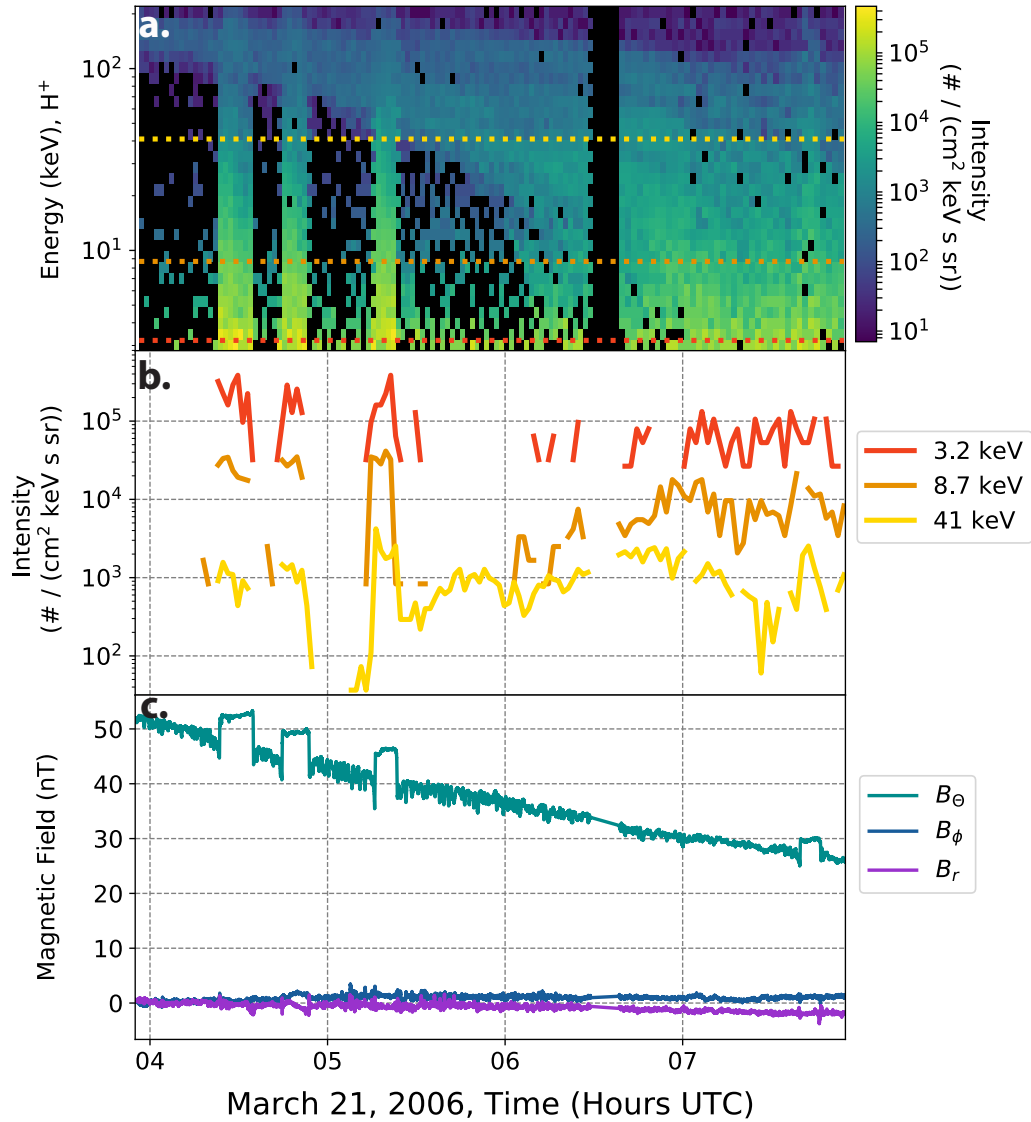 a.
10²
10¹
Energy (keV), H⁺
10⁵
10⁴
10³
10²
10¹
Intensity
(# / (cm² keV s sr))
b.
10⁵
10⁴
10³
10²
Intensity
(# / (cm² keV s sr))
3.2 keV
8.7 keV
41 keV
c.
50
40
30
20
10
0
Magnetic Field (nT)
B_Θ
B_ϕ
B_r
04 05 06 07
March 21, 2006, Time (Hours UTC)